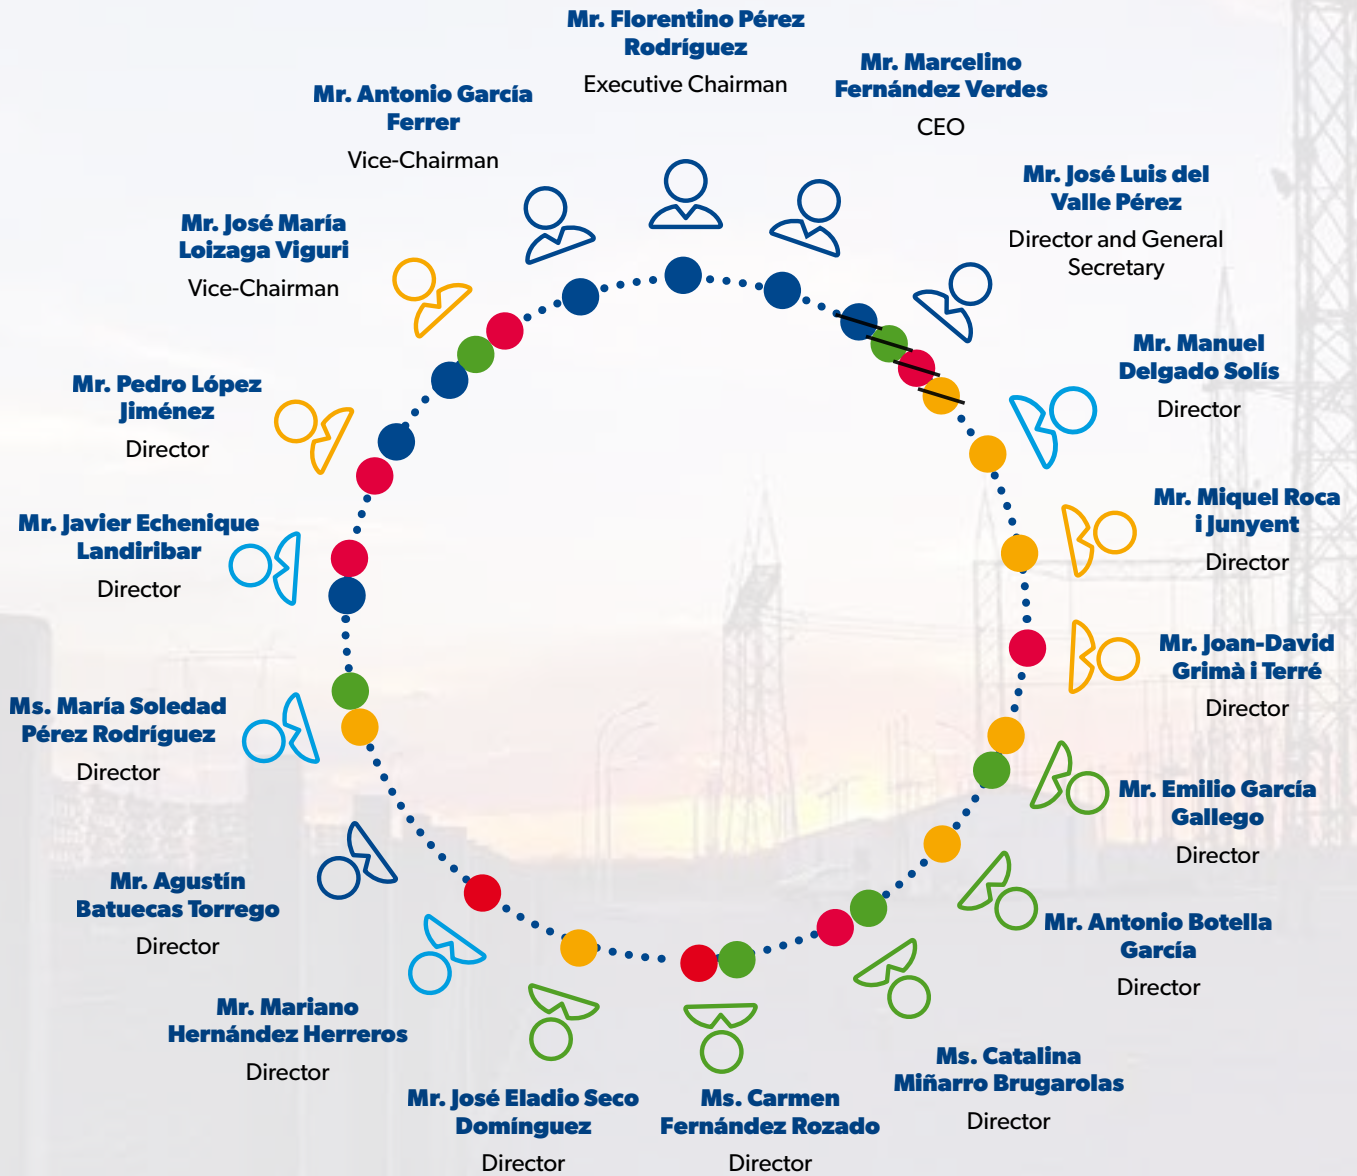 Mr. Florentino Pérez
Rodríguez
Executive Chairman
Mr. Marcelino
Fernández Verdes
CEO
Mr. José Luis del
Valle Pérez
Director and General
Secretary
Mr. Manuel
Delgado Solís
Director
Mr. Miquel Roca
i Junyent
Director
Mr. Joan-David
Grimà i Terré
Director
Mr. Emilio García
Gallego
Director
Mr. Antonio Botella
García
Director
Ms. Catalina
Miñarro Brugarolas
Director
Ms. Carmen
Fernández Rozado
Director
Mr. José Eladio Seco
Domínguez
Director
Mr. Mariano
Hernández Herreros
Director
Mr. Agustín
Batuecas Torrego
Director
Ms. María Soledad
Pérez Rodríguez
Director
Mr. Javier Echenique
Landiribar
Director
Mr. Pedro López
Jiménez
Director
Mr. José María
Loizaga Viguri
Vice-Chairman
Mr. Antonio García
Ferrer
Vice-Chairman